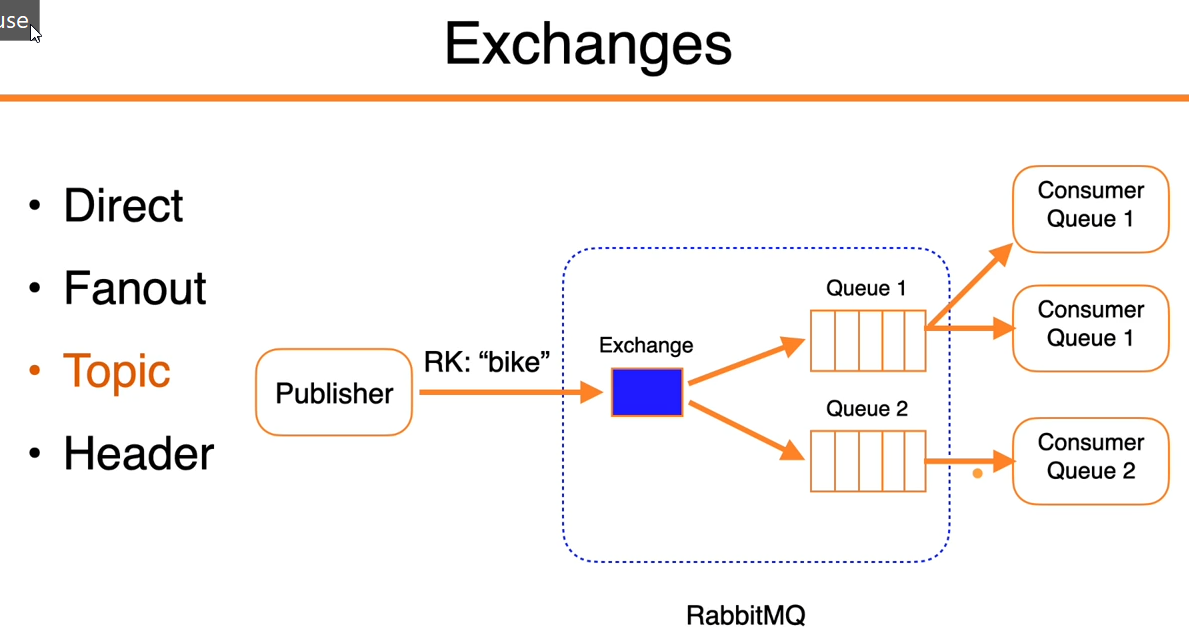 use
Exchanges
• Direct
• Fanout
• Topic
• Header
Publisher
RK: “bike”
Exchange
Queue 1
Queue 2
Consumer
Queue 1
Consumer
Queue 1
Consumer
Queue 2
RabbitMQ